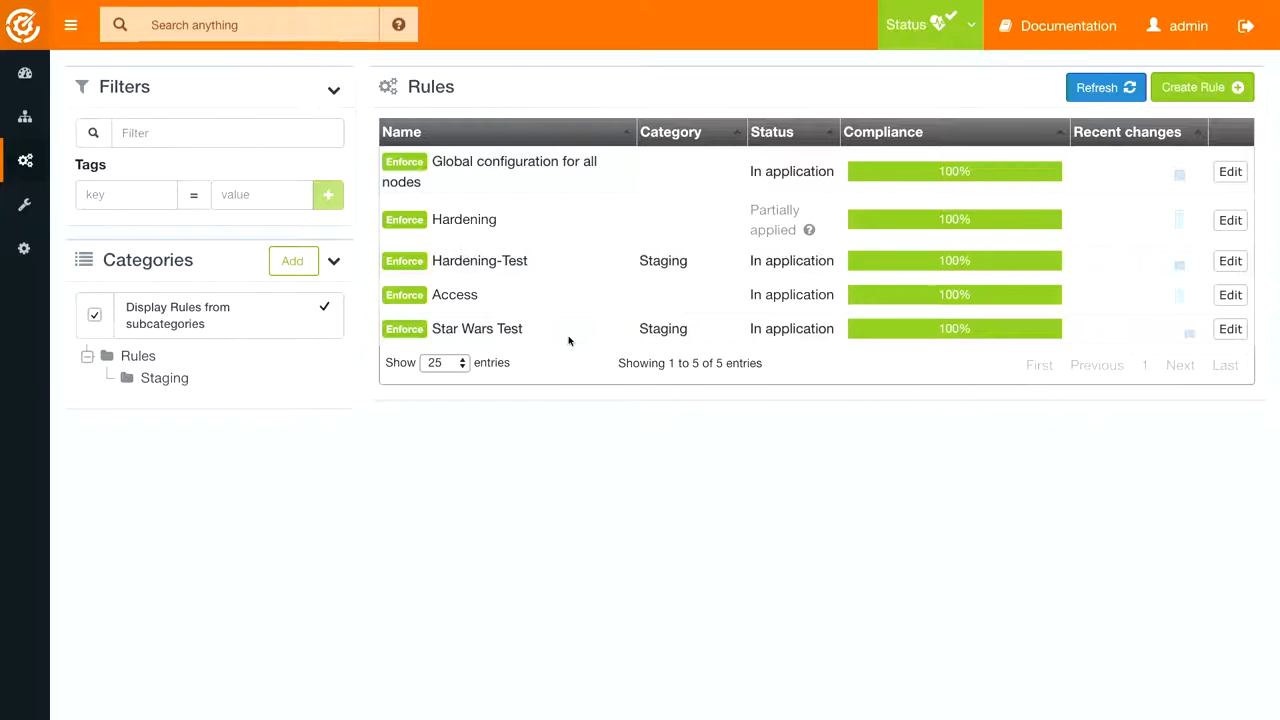 Search anything
Status
Documentation
admin
Filters
Filter
Tags
key
=
value
Categories
Add
Display Rules from
subcategories
Rules
Staging
Rules
Refresh
Create Rule
Name
Category
Status
Compliance
Recent changes
Enforce Global configuration for all
nodes
In application
100%
Edit
Enforce Hardening
Partially
applied
100%
Edit
Enforce Hardening-Test
Staging
In application
100%
Edit
Enforce Access
In application
100%
Edit
Enforce Star Wars Test
Staging
In application
100%
Edit
Show 25 entries
Showing 1 to 5 of 5 entries
First Previous 1 Next Last